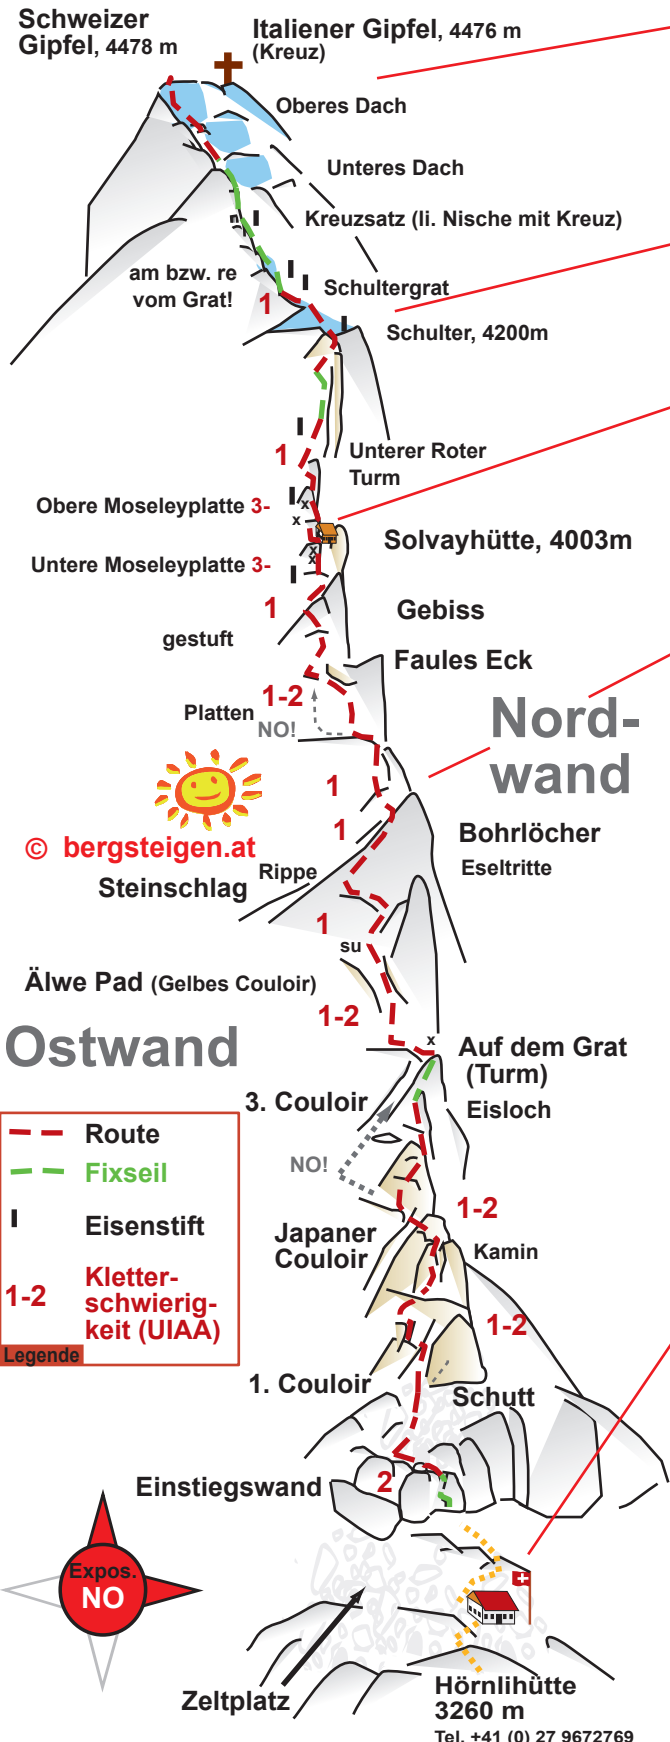 Schweizer
Gipfel, 4478 m
Italiener Gipfel, 4476 m
(Kreuz)
Oberes Dach
Unteres Dach
Kreuzsatz (li. Nische mit Kreuz)
am bzw. re
vom Grat!
Schultergrat
1
Schulter, 4200m
1
Unterer Roter
Turm
Obere Moseleyplatte 3-
x
x
Solvayhütte, 4003m
Untere Moseleyplatte 3-
x
x
1
Gebiss
gestuft
Faules Eck
1-2
Platten
NO!
Nord-
wand
1
1
Bohrlöcher
Eseltritte
© bergsteigen.at
Rippe
Steinschlag
1
su
Älwe Pad (Gelbes Couloir)
1-2
Ostwand
x
Auf dem Grat
(Turm)
Eisloch
3. Couloir
NO!
1-2
Japaner
Couloir
Kamin
1-2
Route
Fixseil
Eisenstift
1-2
Kletter-
schwierig-
keit (UIAA)
Legende
1. Couloir
Schutt
2
Einstiegswand
Expos.
NO
Zeltplatz
Hörnlihütte
3260 m
Tel. +41 (0) 27 9672769